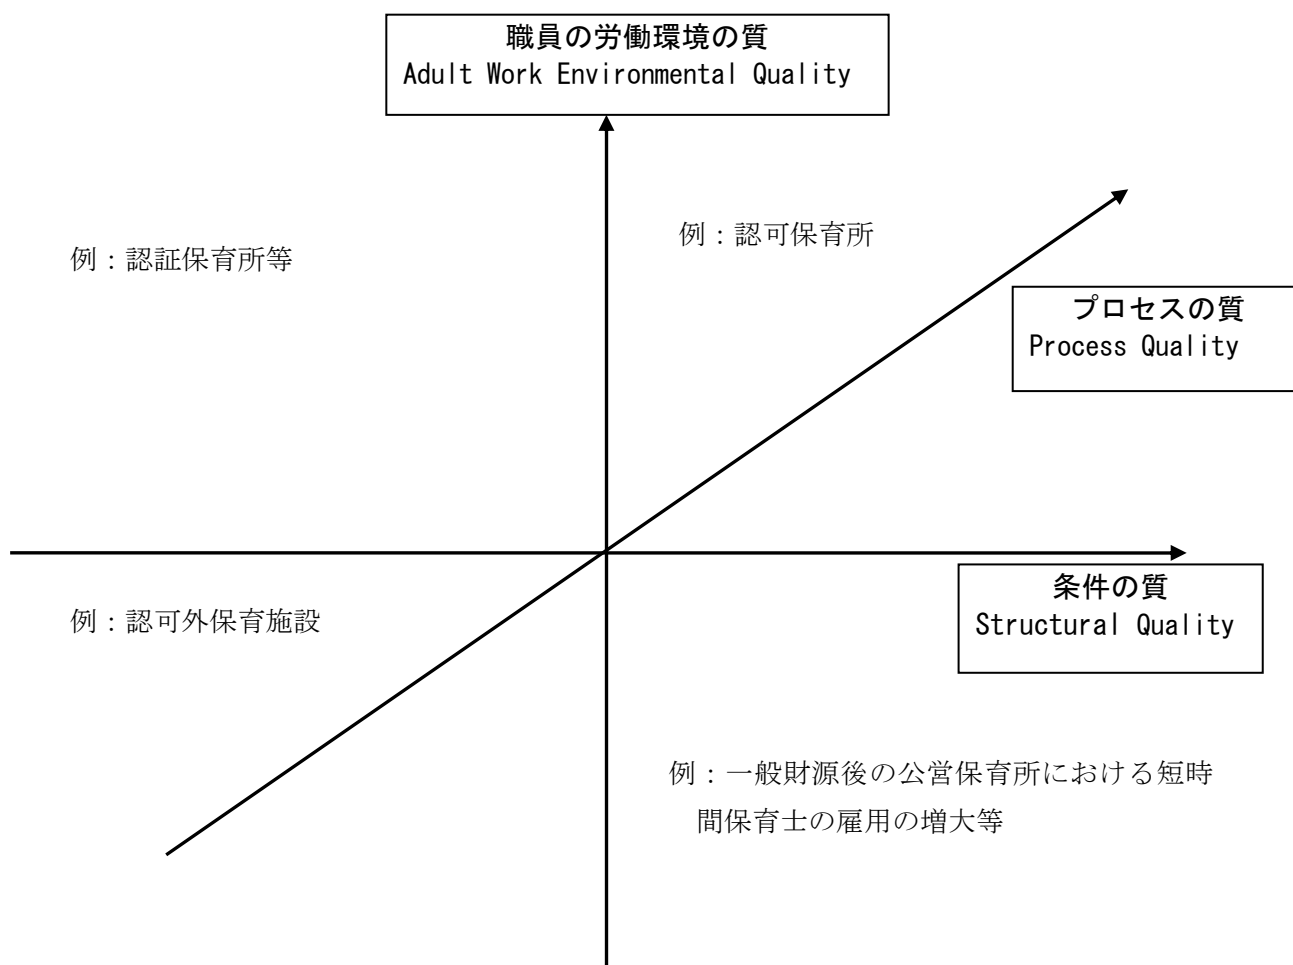 職員の労働環境の質
Adult Work Environmental Quality
例：認証保育所等
例：認可保育所
プロセスの質
Process Quality
条件の質
Structural Quality
例：認可外保育施設
例：一般財源後の公営保育所における短時
間保育士の雇用の増大等